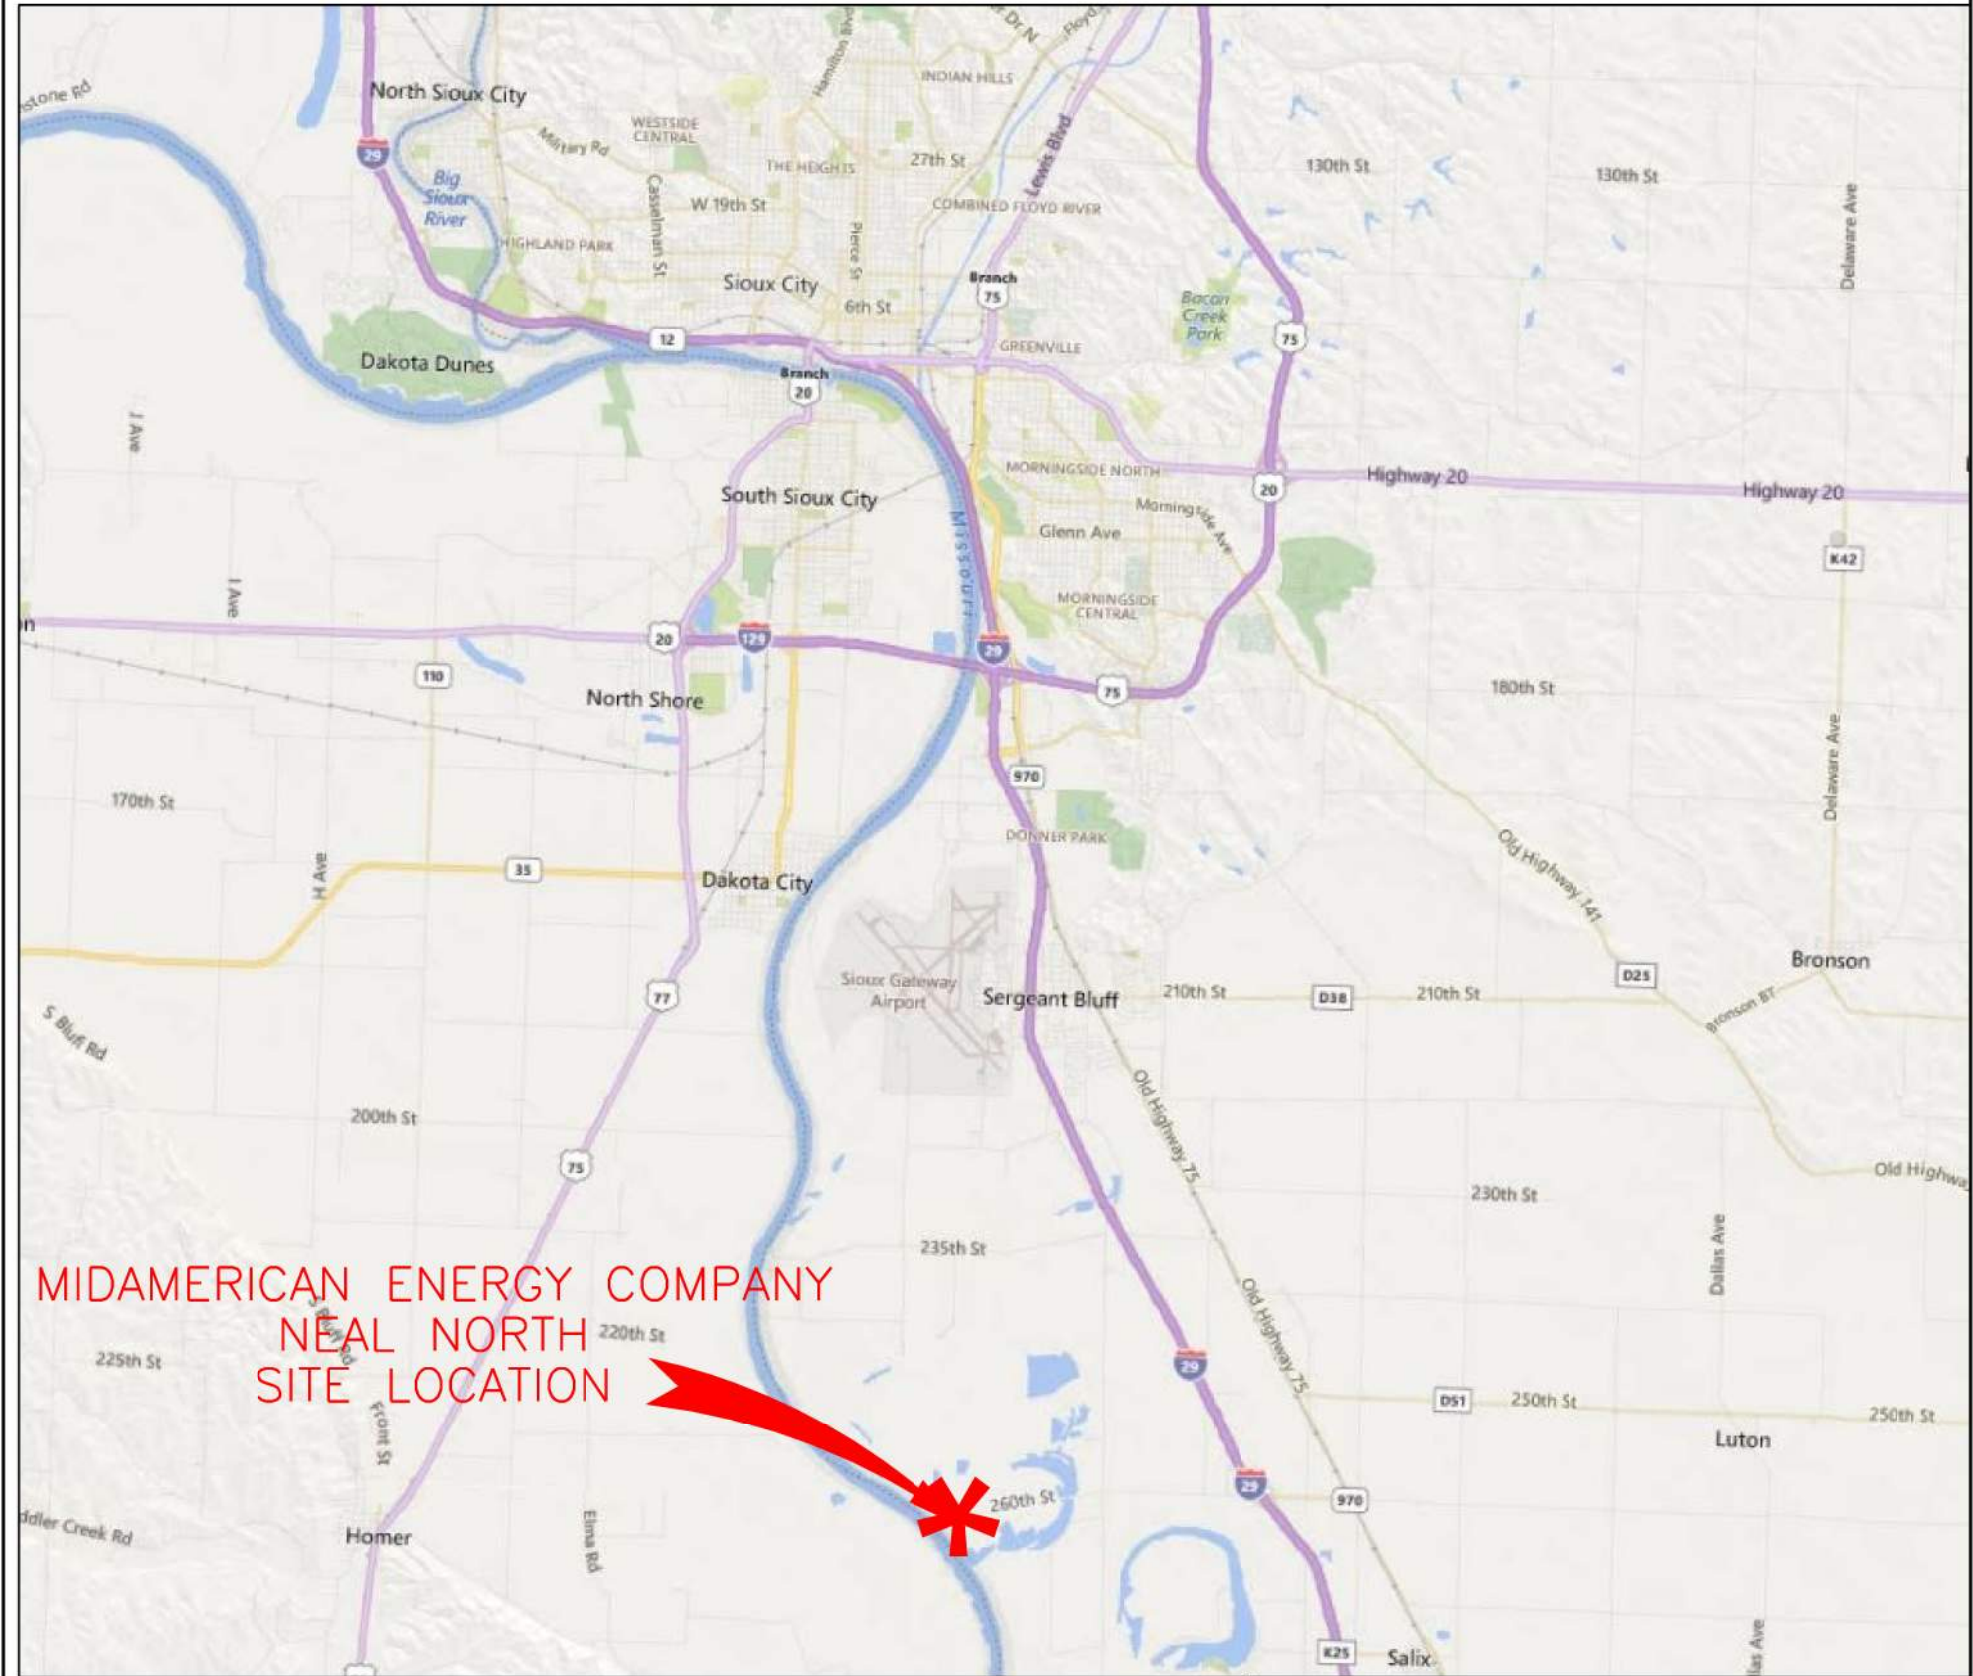 North Sioux City
INDIAN HILLS
Hamilton Blvd
Dr N
Floyd
29
Big
Sioux
River
Military Rd
WESTSIDE
CENTRAL
THE HEIGHTS
27th St
Lewis Blvd
130th St
130th St
Delaware Ave
Casselman St
W 19th St
Pierce St
COMBINED FLOYD RIVER
HIGHLAND PARK
Sioux City
6th St
Branch
75
Bacon
Creek
Park
12
GREENVILLE
75
Dakota Dunes
Branch
20
J Ave
MORNINGSIDE NORTH
20
Highway 20
Highway 20
South Sioux City
Missouri
Morningside Ave
Glenn Ave
K42
I Ave
MORNINGSIDE
CENTRAL
20
129
29
110
75
180th St
North Shore
Delaware Ave
970
170th St
DONNER PARK
Old Highway 141
35
H Ave
Dakota City
77
Sioux Gateway
Airport
Sergeant Bluff
210th St
D38
210th St
D25
Bronson
Bronson BT
S Bluff Rd
200th St
75
Old Highway 75
230th St
Dallas Ave
235th St
MIDAMERICAN ENERGY COMPANY
NEAL NORTH
SITE LOCATION
S Bluff Rd
220th St
225th St
29
Old Highway 75
D51
250th St
250th St
Luton
Front St
29
970
260th St
Homer
Elma Rd
K25
Salix